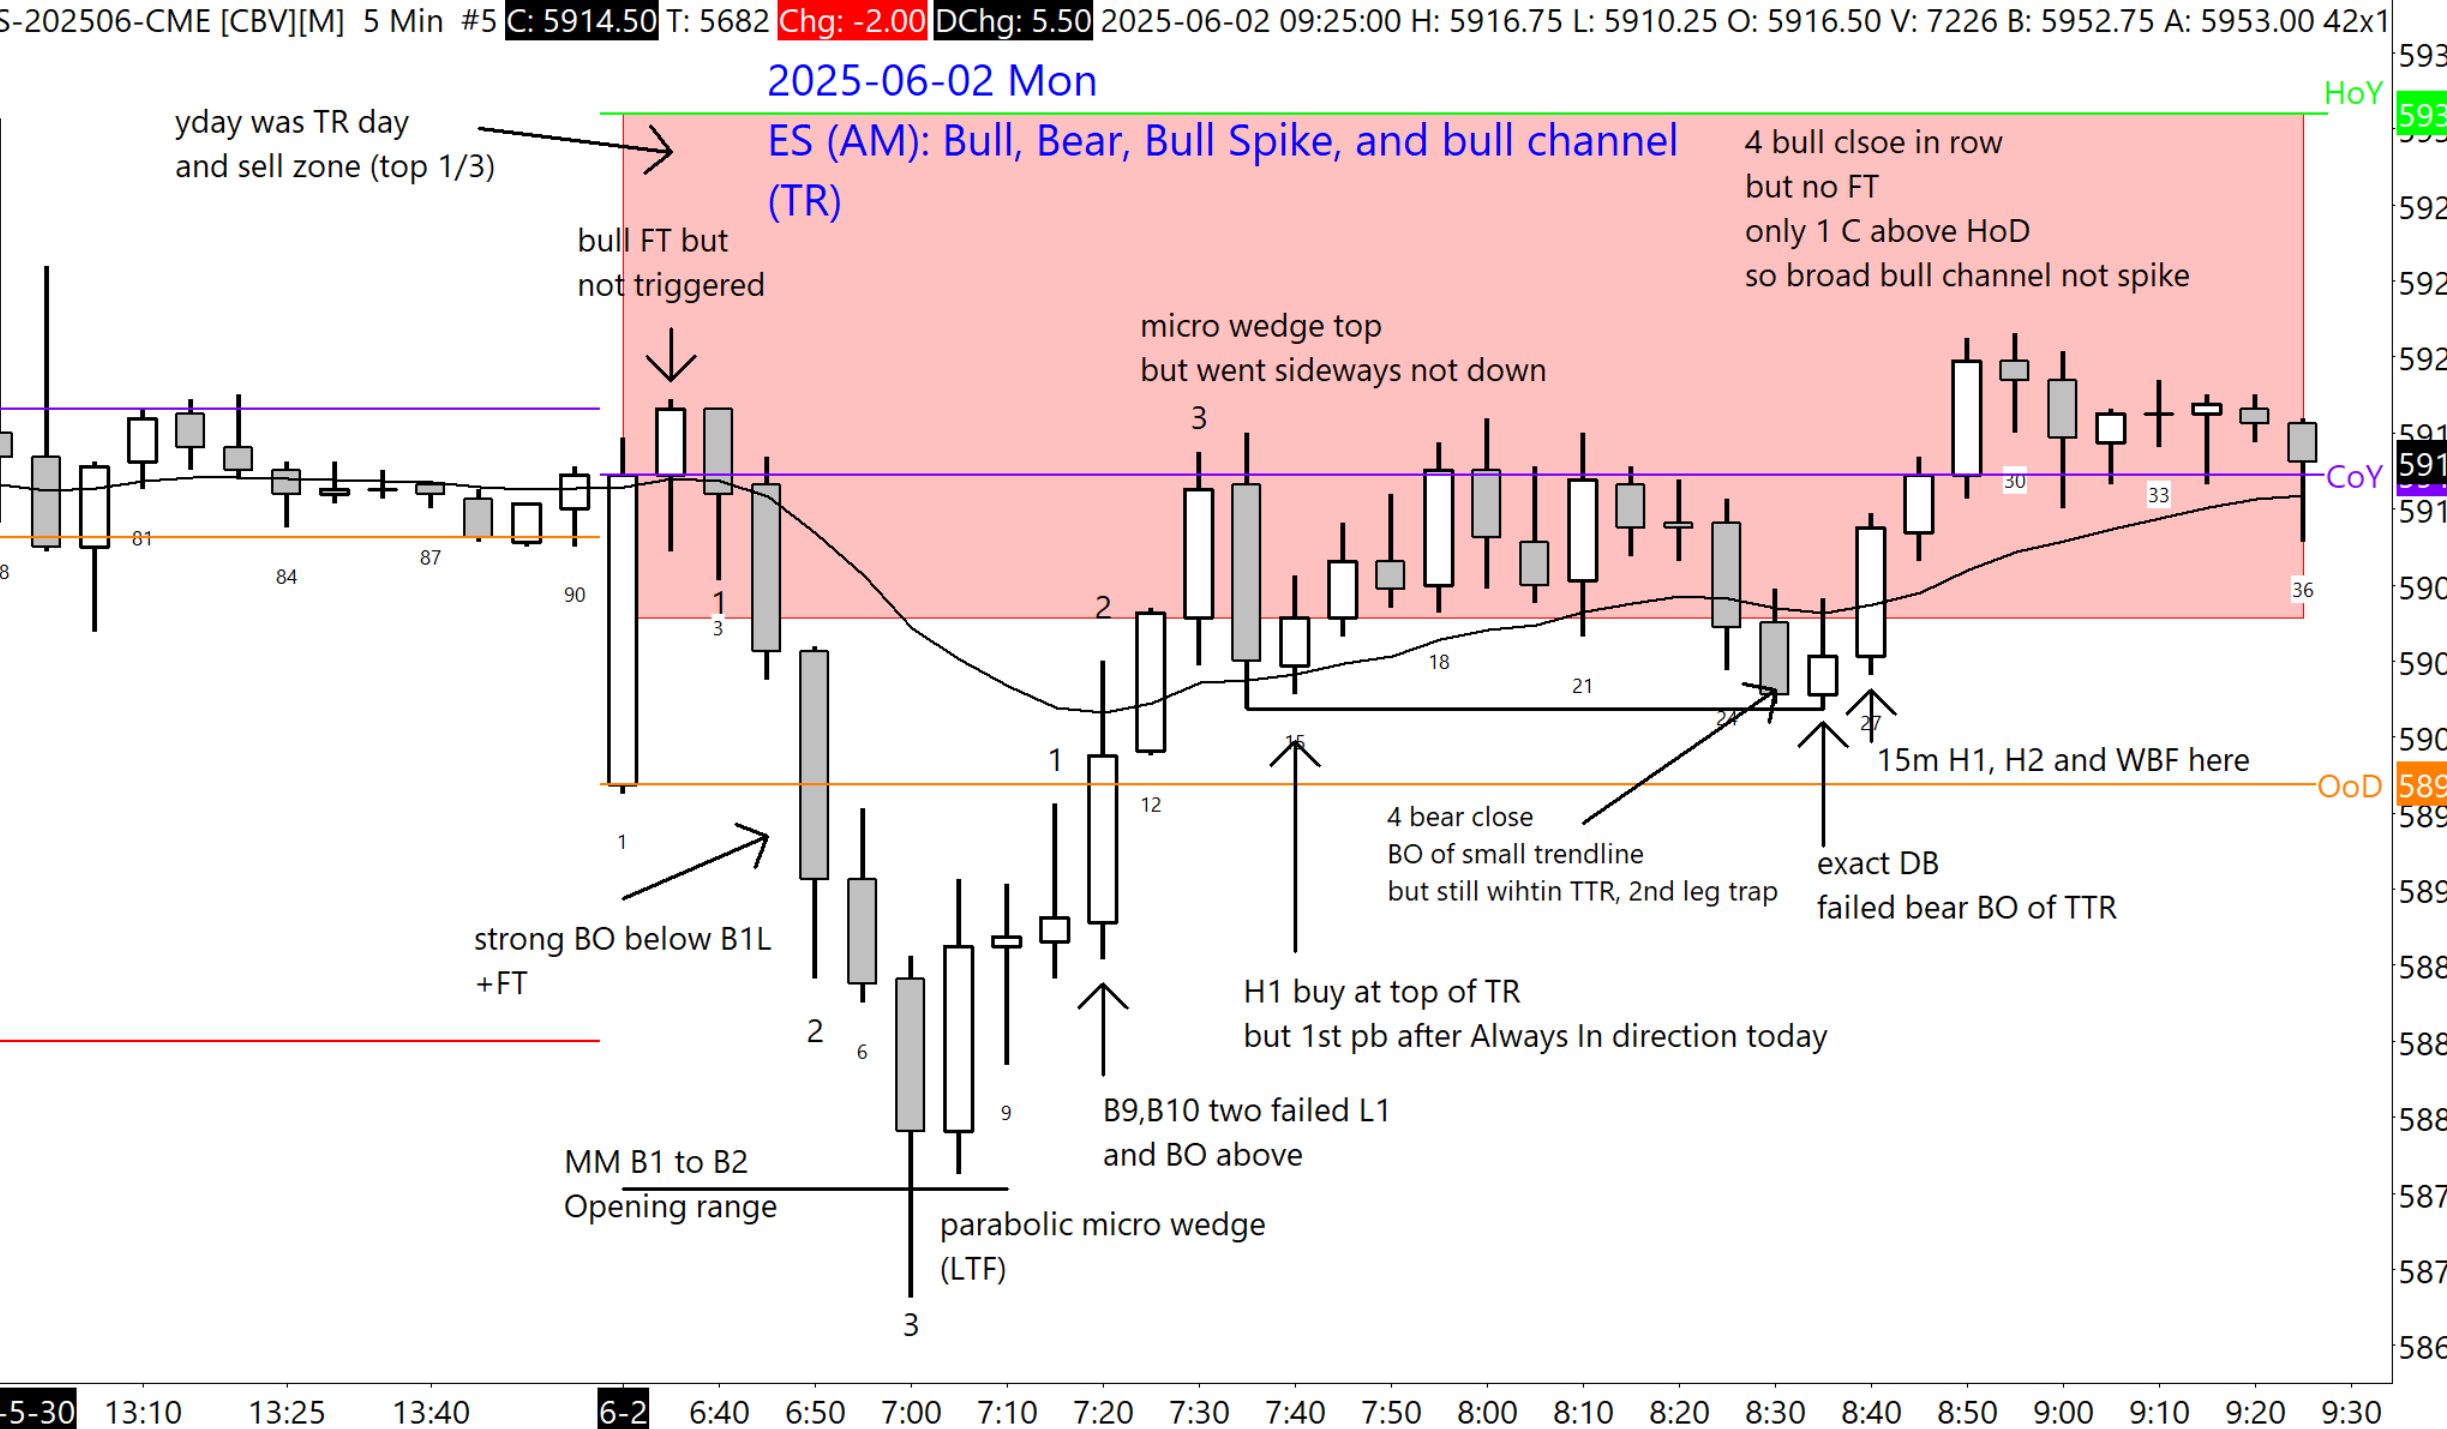 S-202506-CME [CBV][M] 5 Min #5 C: 5914.50 T: 5682 Chg: -2.00 DChg: 5.50 2025-06-02 09:25:00 H: 5916.75 L: 5910.25 O: 5916.50 V: 7226 B: 5952.75 A: 5953.00 42x1
2025-06-02 Mon
ES (AM): Bull, Bear, Bull Spike, and bull channel
(TR)
yday was TR day
and sell zone (top 1/3)
bull FT but
not triggered
micro wedge top
but went sideways not down
4 bull clsoe in row
but no FT
only 1 C above HoD
so broad bull channel not spike
HoY
CoY
OoD
593
593
592
592
592
591
591
591
590
590
590
589
589
589
588
588
588
587
587
586
8
81
84
87
90
1
1
3
2
6
3
9
1
2
12
3
15
18
21
24
27
30
33
36
strong BO below B1L
+FT
MM B1 to B2
Opening range
parabolic micro wedge
(LTF)
B9,B10 two failed L1
and BO above
H1 buy at top of TR
but 1st pb after Always In direction today
4 bear close
BO of small trendline
but still wihtin TTR, 2nd leg trap
exact DB
failed bear BO of TTR
15m H1, H2 and WBF here
-5-30 13:10 13:25 13:40 6-2 6:40 6:50 7:00 7:10 7:20 7:30 7:40 7:50 8:00 8:10 8:20 8:30 8:40 8:50 9:00 9:10 9:20 9:30